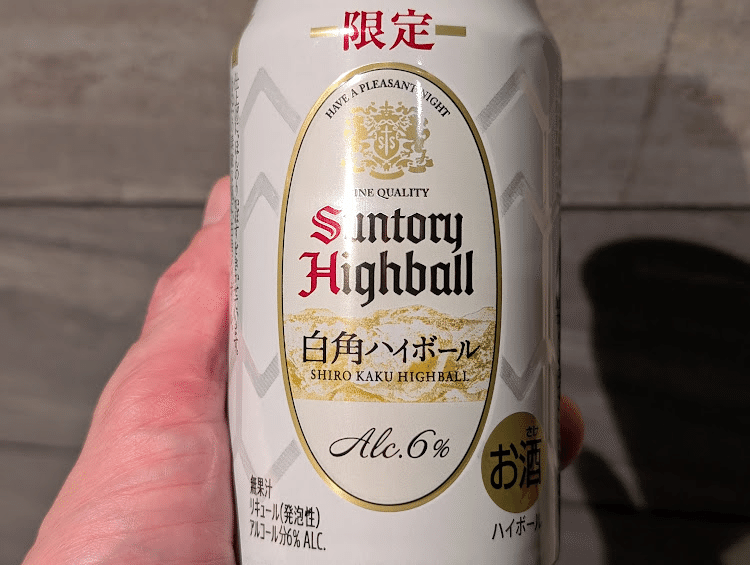 限定
HAVE A PLEASANT NIGHT
FINE QUALITY
Suntory
Highball
白角ハイボール
SHIRO KAKU HIGHBALL
Alc.6%
無果汁
リキュール(発泡性)
アルコール分6% ALC.
さけ
お酒
ハイボール